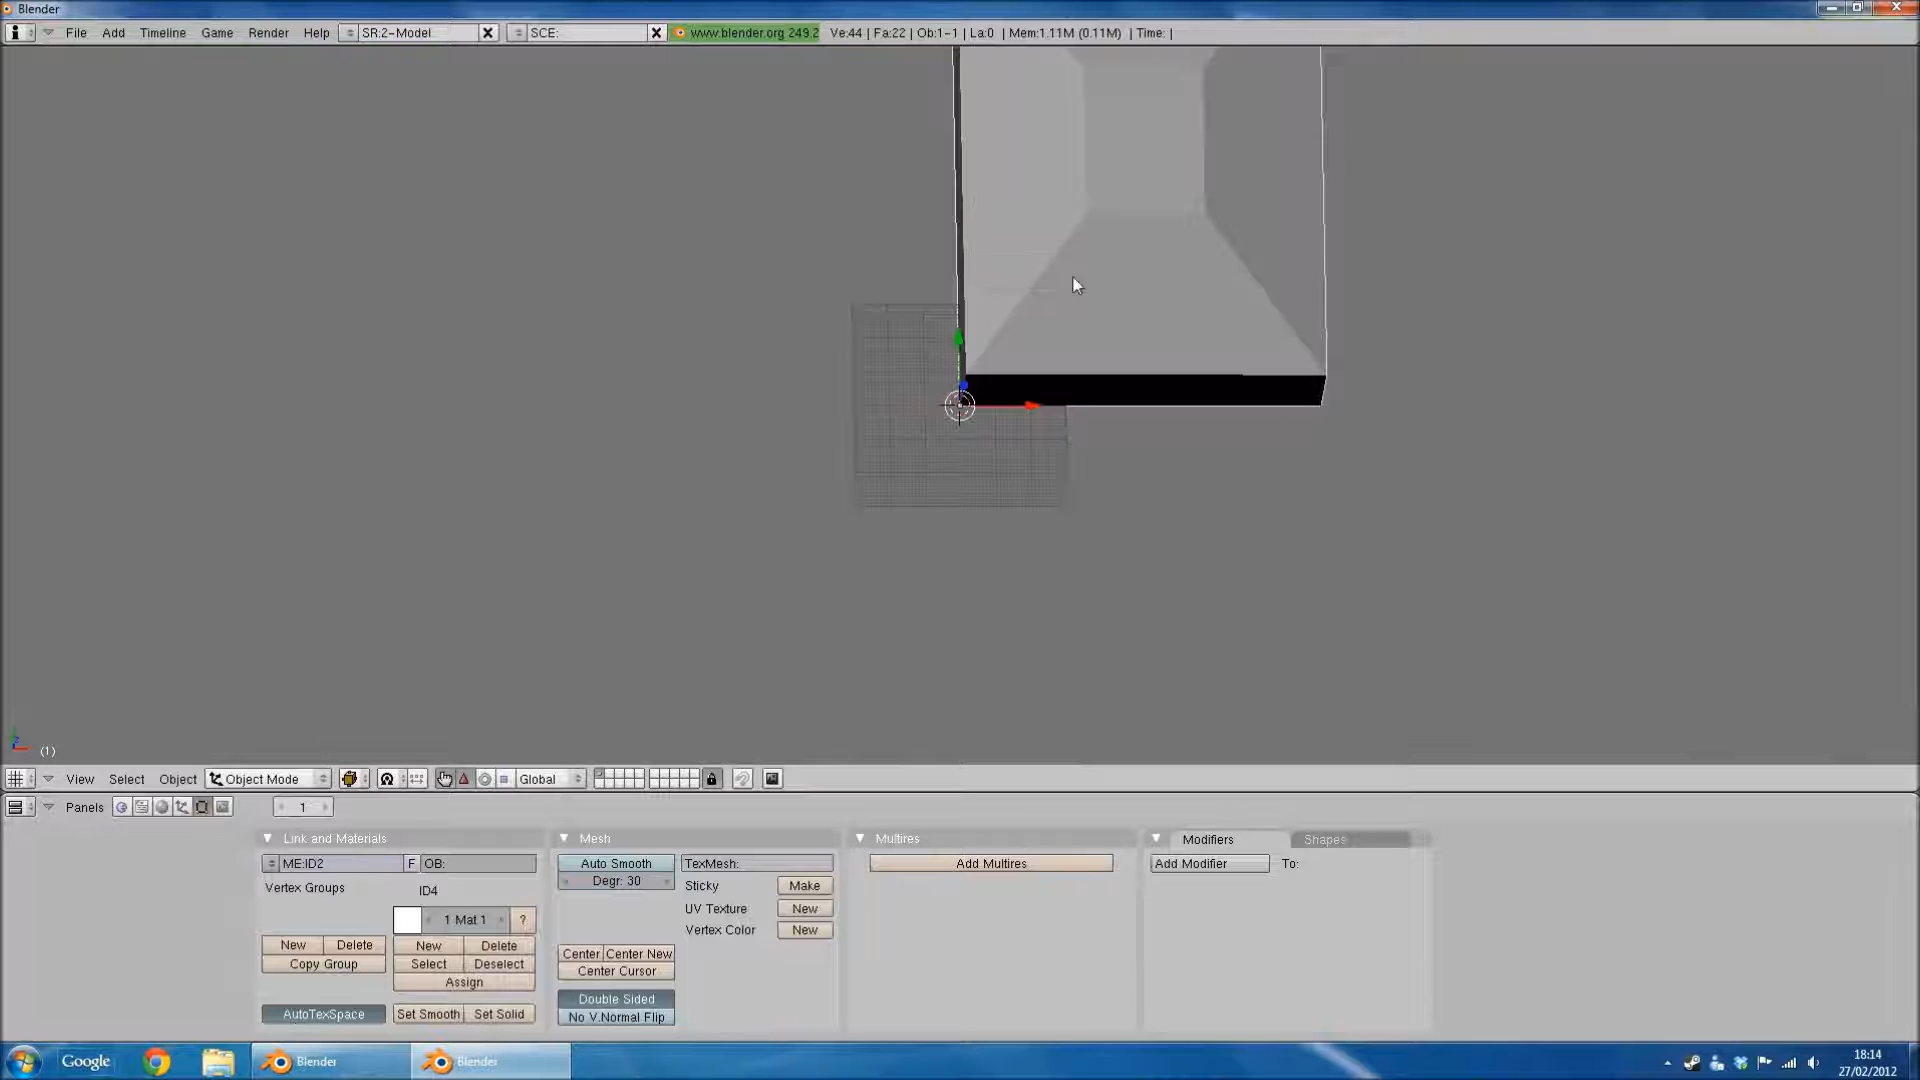 Blender
File Add Timeline Game Render Help SR:2-Model SCE: www.blender.org 249.2 Ve:44 | Fa:22 | Ob:1-1 | La:0 | Mem:1.11M (0.11M) | Time: |
(1)
View Select Object Object Mode Global
Panels 1
Link and Materials Mesh Multires Modifiers Shapes
ME:ID2 F OB: Auto Smooth TexMesh: Add Multires Add Modifier To:
Degr: 30
Vertex Groups ID4 Sticky Make
UV Texture New
1 Mat 1 ?
Vertex Color New
New Delete New Delete Center Center New
Copy Group Select Deselect Center Cursor
Assign
Double Sided
AutoTexSpace Set Smooth Set Solid No V.Normal Flip
Google Blender Blender
18:14
27/02/2012